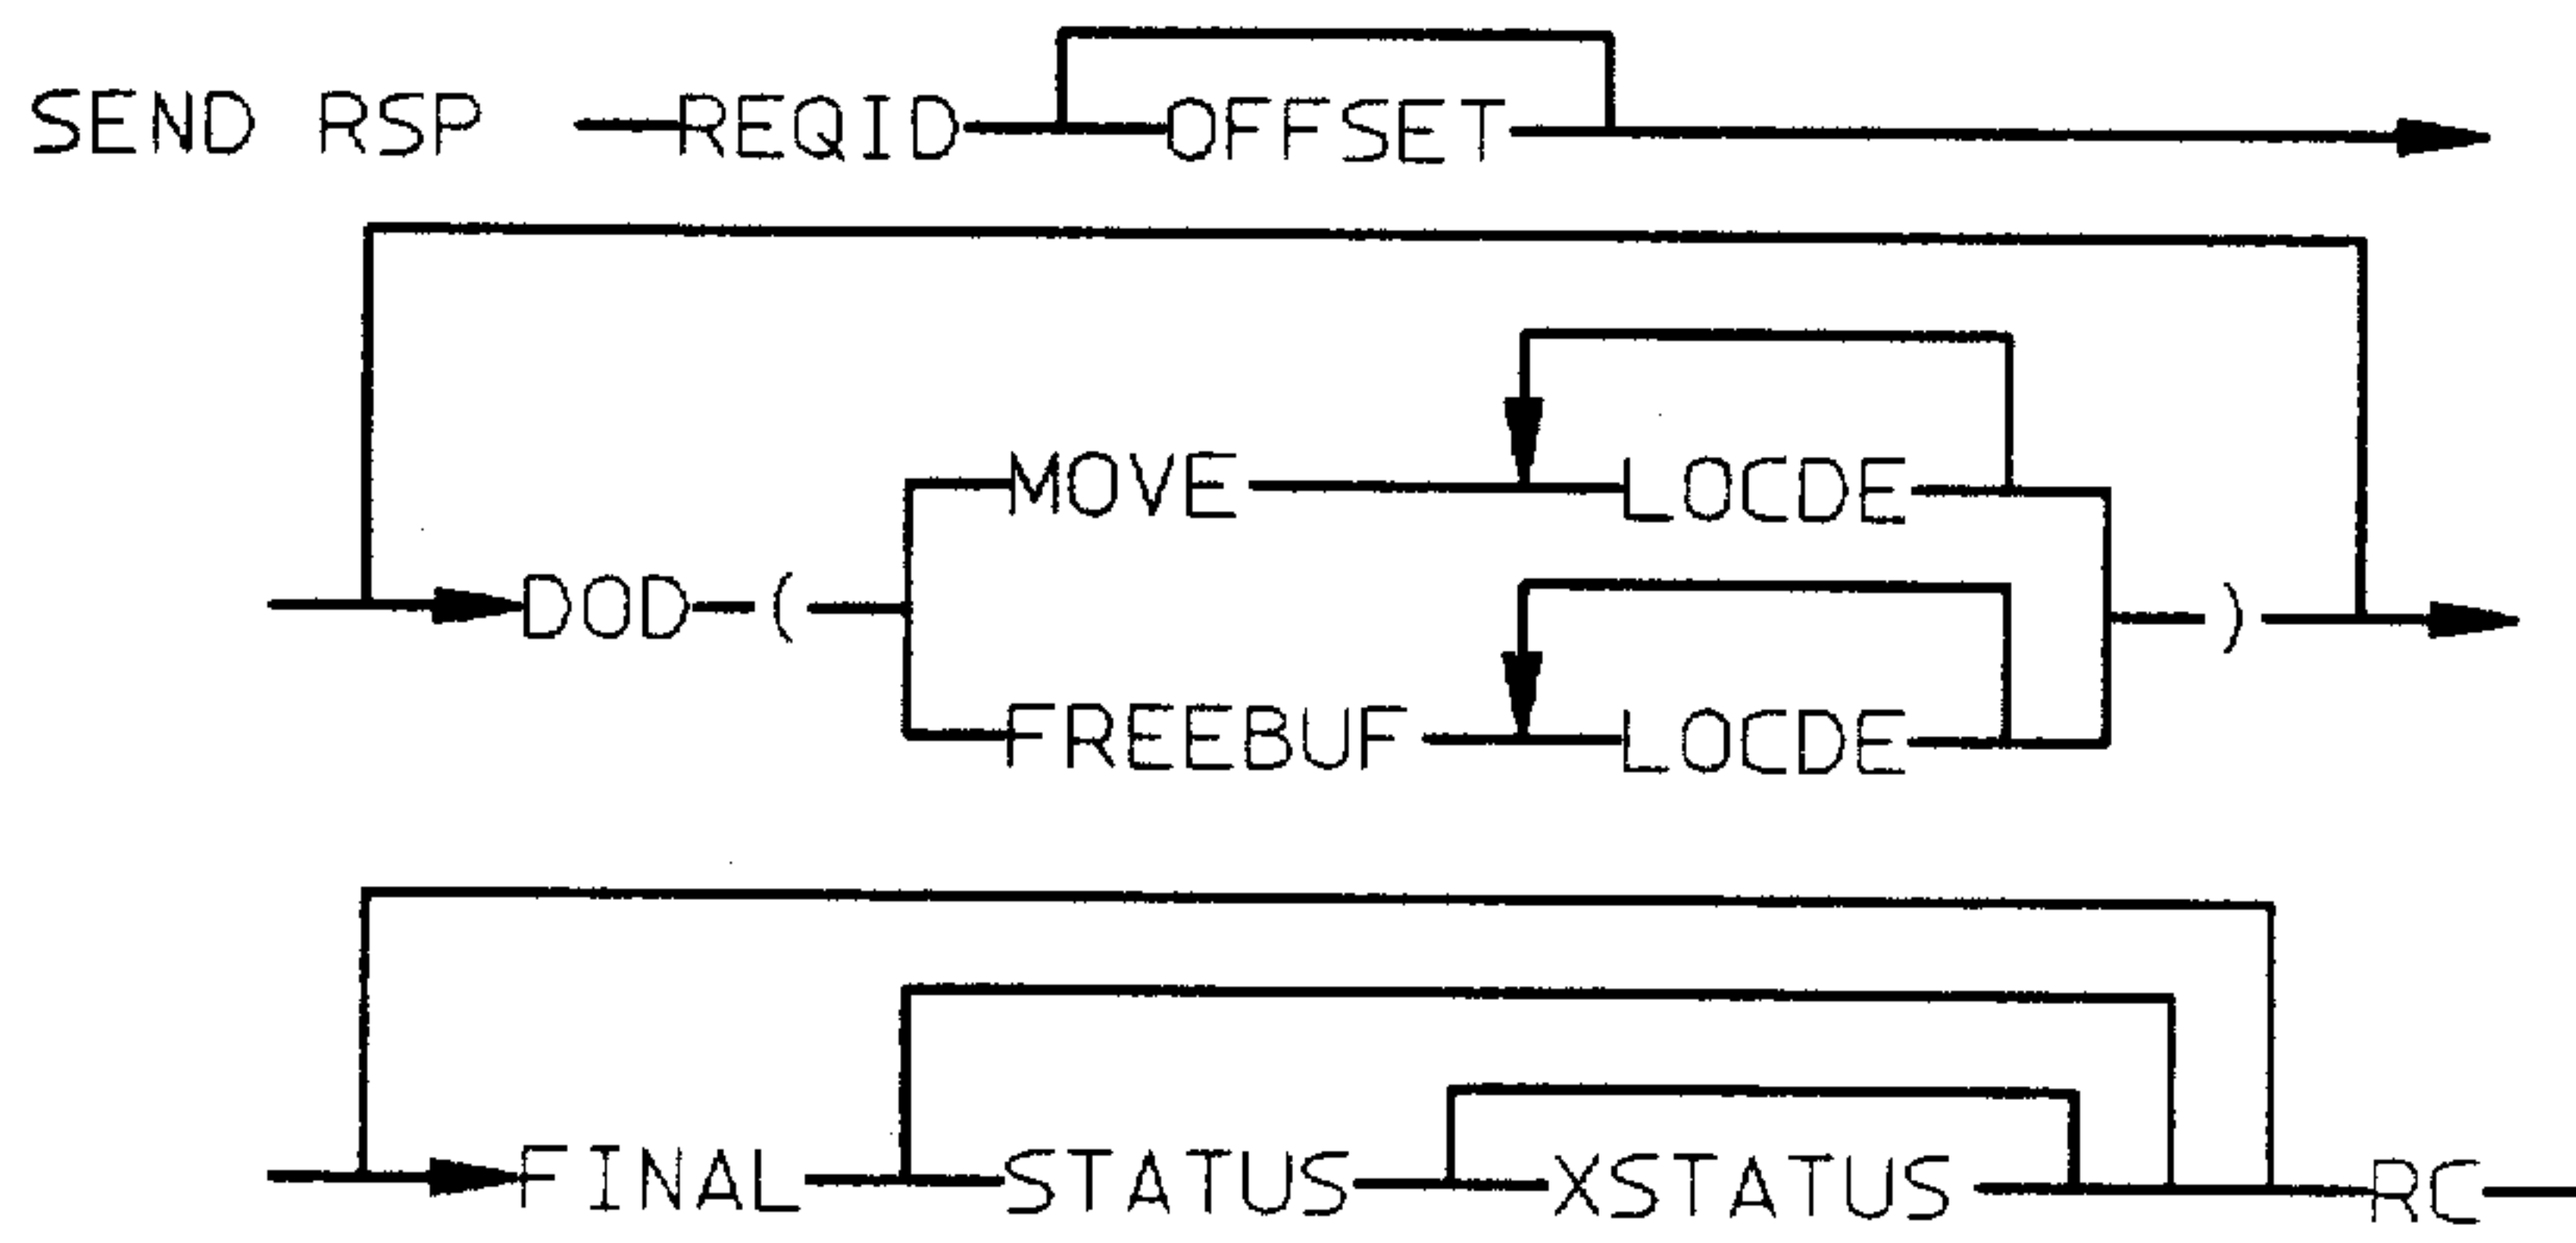 SEND RSP REQID OFFSET
MOVE LOCDE
DOD ( )
FREEBUF LOCDE
FINAL STATUS XSTATUS RC